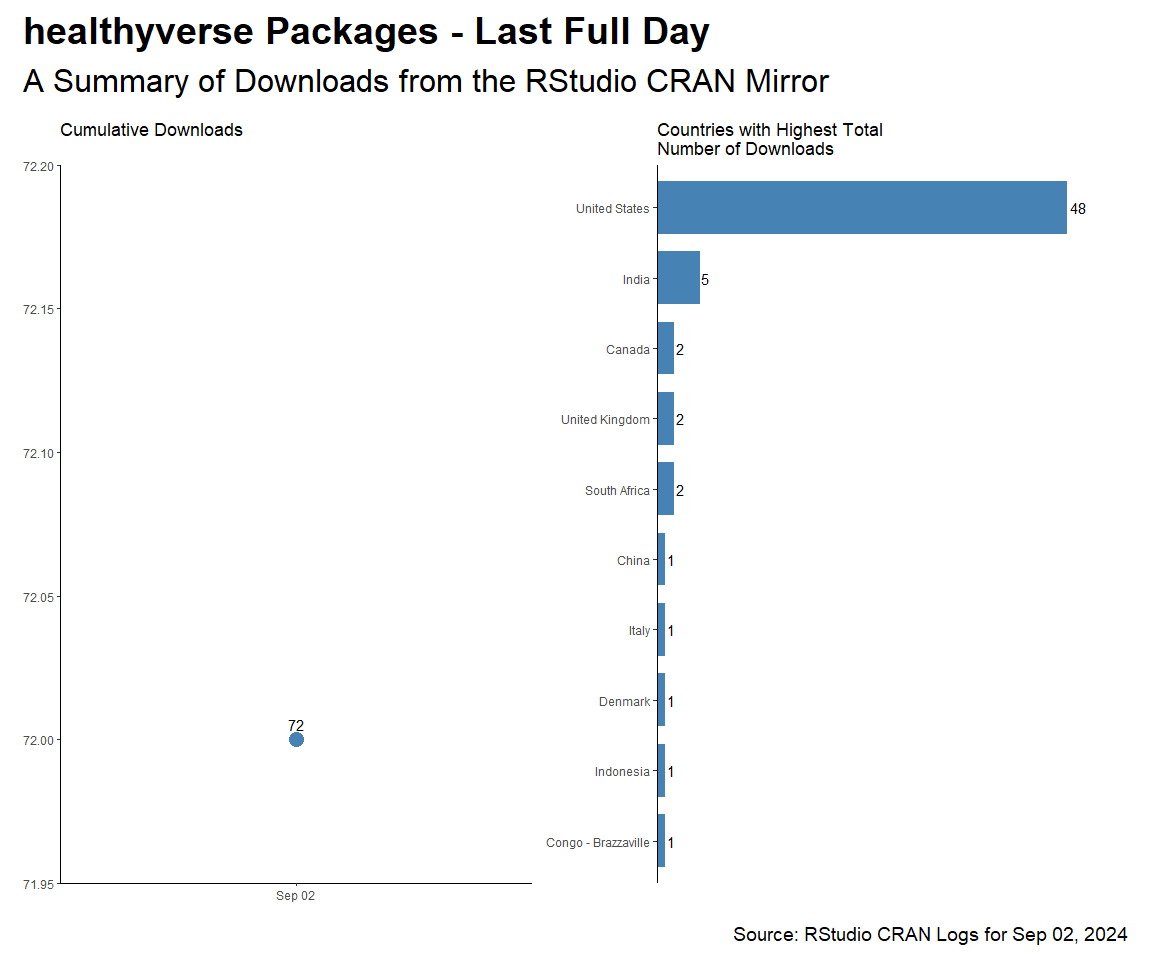 healthyverse Packages - Last Full Day
A Summary of Downloads from the RStudio CRAN Mirror
Cumulative Downloads
72.20
72.15
72.10
72.05
72.00
71.95
72
Sep 02
Countries with Highest Total
Number of Downloads
United States 48
India 5
Canada 2
United Kingdom 2
South Africa 2
China 1
Italy 1
Denmark 1
Indonesia 1
Congo - Brazzaville 1
Source: RStudio CRAN Logs for Sep 02, 2024